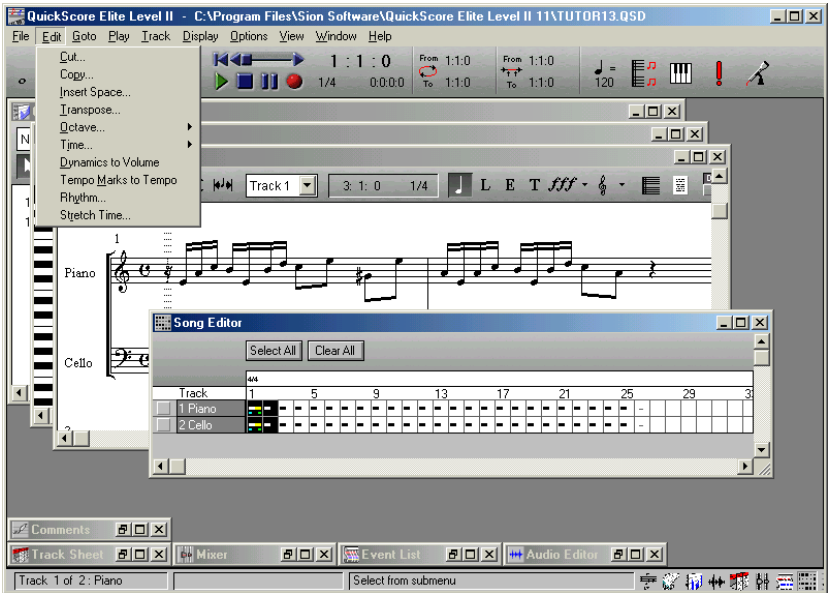 QuickScore Elite Level II - C:\Program Files\Sion Software\QuickScore Elite Level II 11\TUTOR13.QSD
File Edit Goto Play Track Display Options View Window Help
Cut...
Copy...
Insert Space...
Transpose...
Octave...
Time...
Dynamics to Volume
Tempo Marks to Tempo
Rhythm...
Stretch Time...
1 : 1 : 0
1/4 0:0:0:0
From 1:1:0
To 1:1:0
From 1:1:0
To 1:1:0
120
N
Track 1 3: 1: 0 1/4 L E T fff
1
Piano
Cello
Song Editor
Select All Clear All
4/4
Track 1 5 9 13 17 21 25 29
1 Piano
2 Cello
Comments
Track Sheet Mixer Event List Audio Editor
Track 1 of 2 : Piano Select from submenu